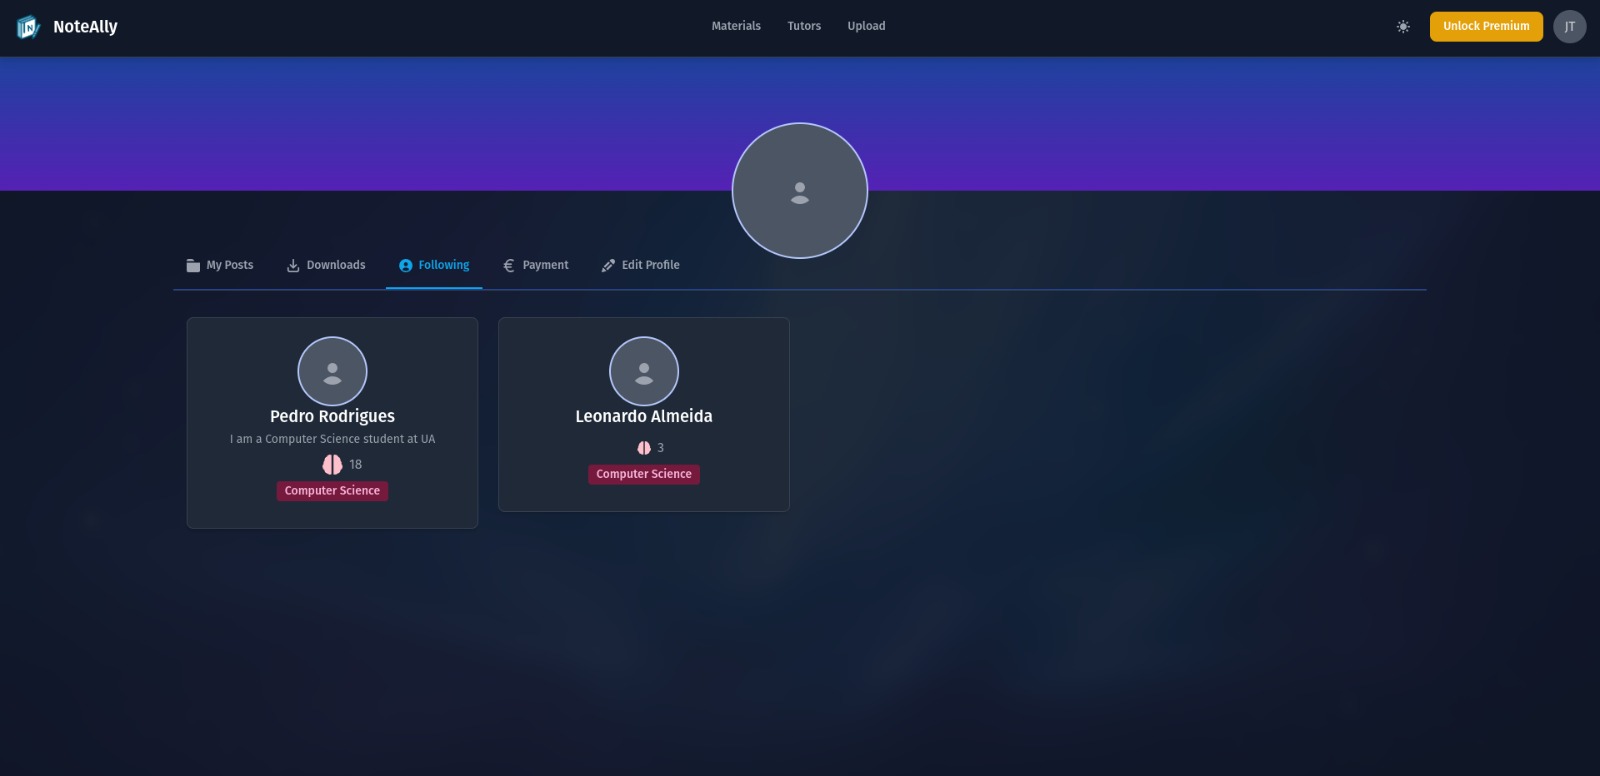 NoteAlly
Materials
Tutors
Upload
Unlock Premium
JT
My Posts
Downloads
Following
Payment
Edit Profile
Pedro Rodrigues
I am a Computer Science student at UA
18
Computer Science
Leonardo Almeida
3
Computer Science